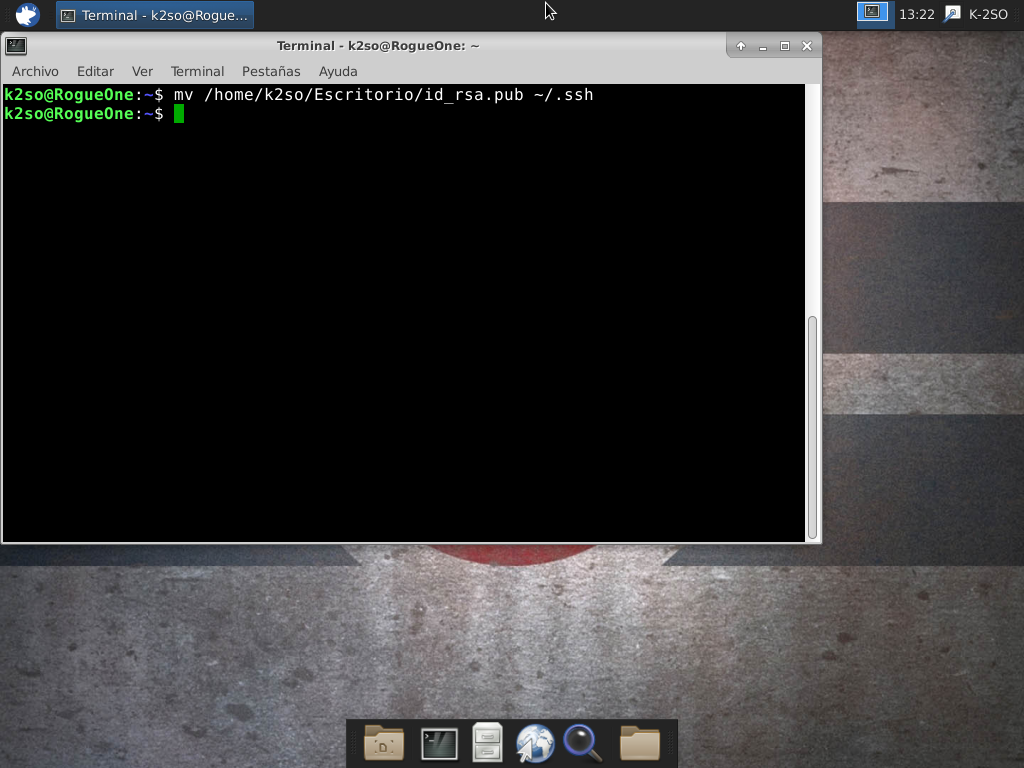 Terminal - k2so@Rogue...
13:22
K-2SO
Terminal - k2so@RogueOne: ~
Archivo Editar Ver Terminal Pestañas Ayuda
k2so@RogueOne:~$ mv /home/k2so/Escritorio/id_rsa.pub ~/.ssh
k2so@RogueOne:~$
D